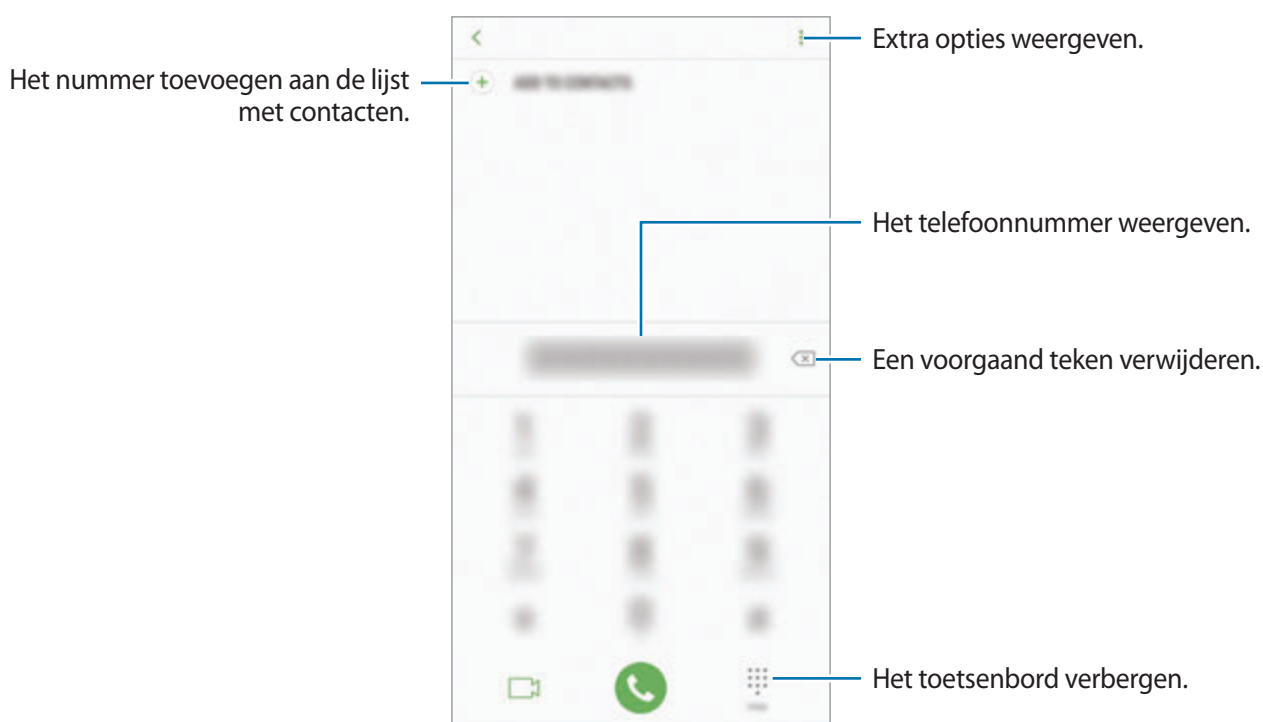 Extra opties weergeven.
Het nummer toevoegen aan de lijst
met contacten.
ADD TO CONTACTS
Het telefoonnummer weergeven.
Een voorgaand teken verwijderen.
Het toetsenbord verbergen.